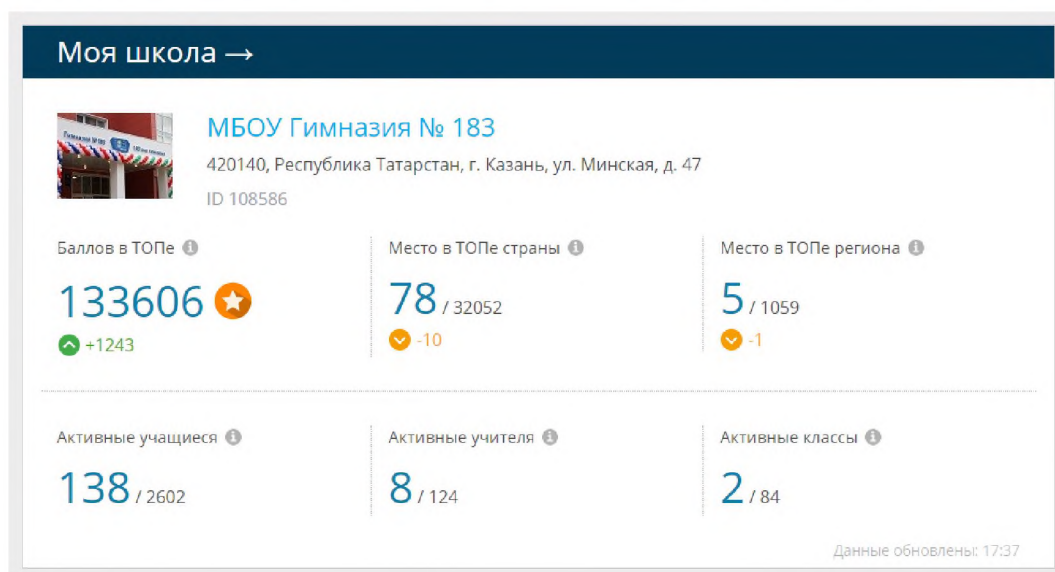 Моя школа →
МБОУ Гимназия № 183
420140, Республика Татарстан, г. Казань, ул. Минская, д. 47
ID 108586
Баллов в ТОПе
Место в ТОПе страны
Место в ТОПе региона
133606
78 / 32052
5 / 1059
+1243
-10
-1
Активные учащиеся
Активные учителя
Активные классы
138 / 2602
8 / 124
2 / 84
Данные обновлены: 17:37